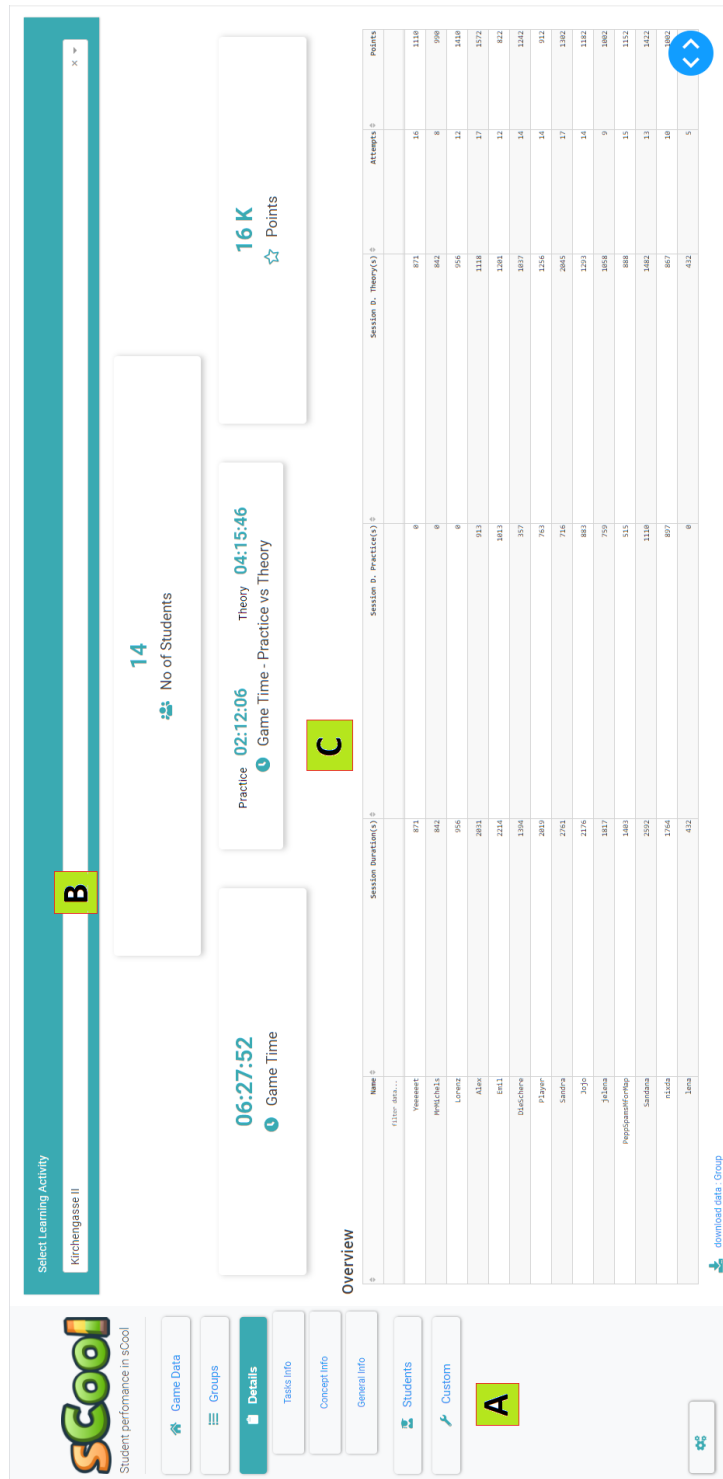 sCool
Student perfomance in sCool
Game Data
Groups
Details
Tasks Info
Concept Info
General Info
Students
Custom
A
Select Learning Activity
Kirchengasse II
× 
B
14
No of Students
06:27:52
Game Time
Practice 02:12:06 Theory 04:15:46
Game Time - Practice vs Theory
16 K
Points
C
Overview
Name Session Duration(s) Session D. Practice(s) Session D. Theory(s) Attempts Points
filter data...
Yeeeeeet 871 0 871 16 1110
MrMichels 842 0 842 8 990
Lorenz 956 0 956 12 1410
Alex 2031 913 1118 17 1572
Emil 2214 1013 1201 12 822
DieSchere 1394 357 1037 14 1242
Player 2019 763 1256 14 912
Sandra 2761 716 2045 17 1302
Jojo 2176 883 1293 14 1182
jelena 1817 759 1058 9 1002
PeppSpansMforMap 1403 515 888 15 1152
Sandana 2592 1110 1482 13 1422
nixda 1764 897 867 10 1002
lena 432 0 432 5
download data : Group